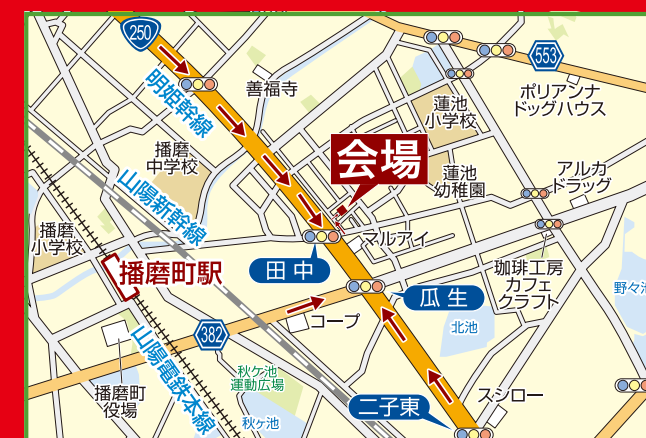 250
明姫幹線
善福寺
553
ポリアンナ
ドッグハウス
蓮池
小学校
播磨
中学校
会場
蓮池
幼稚園
アルカ
ドラッグ
山陽新幹線
播磨
小学校
田中
マルアイ
播磨町駅
珈琲工房
カフェ
クラフト
野々池
瓜生
北池
コープ
382
山陽電鉄本線
秋ケ池
運動広場
播磨町
役場
スシロー
二子東
秋ケ池